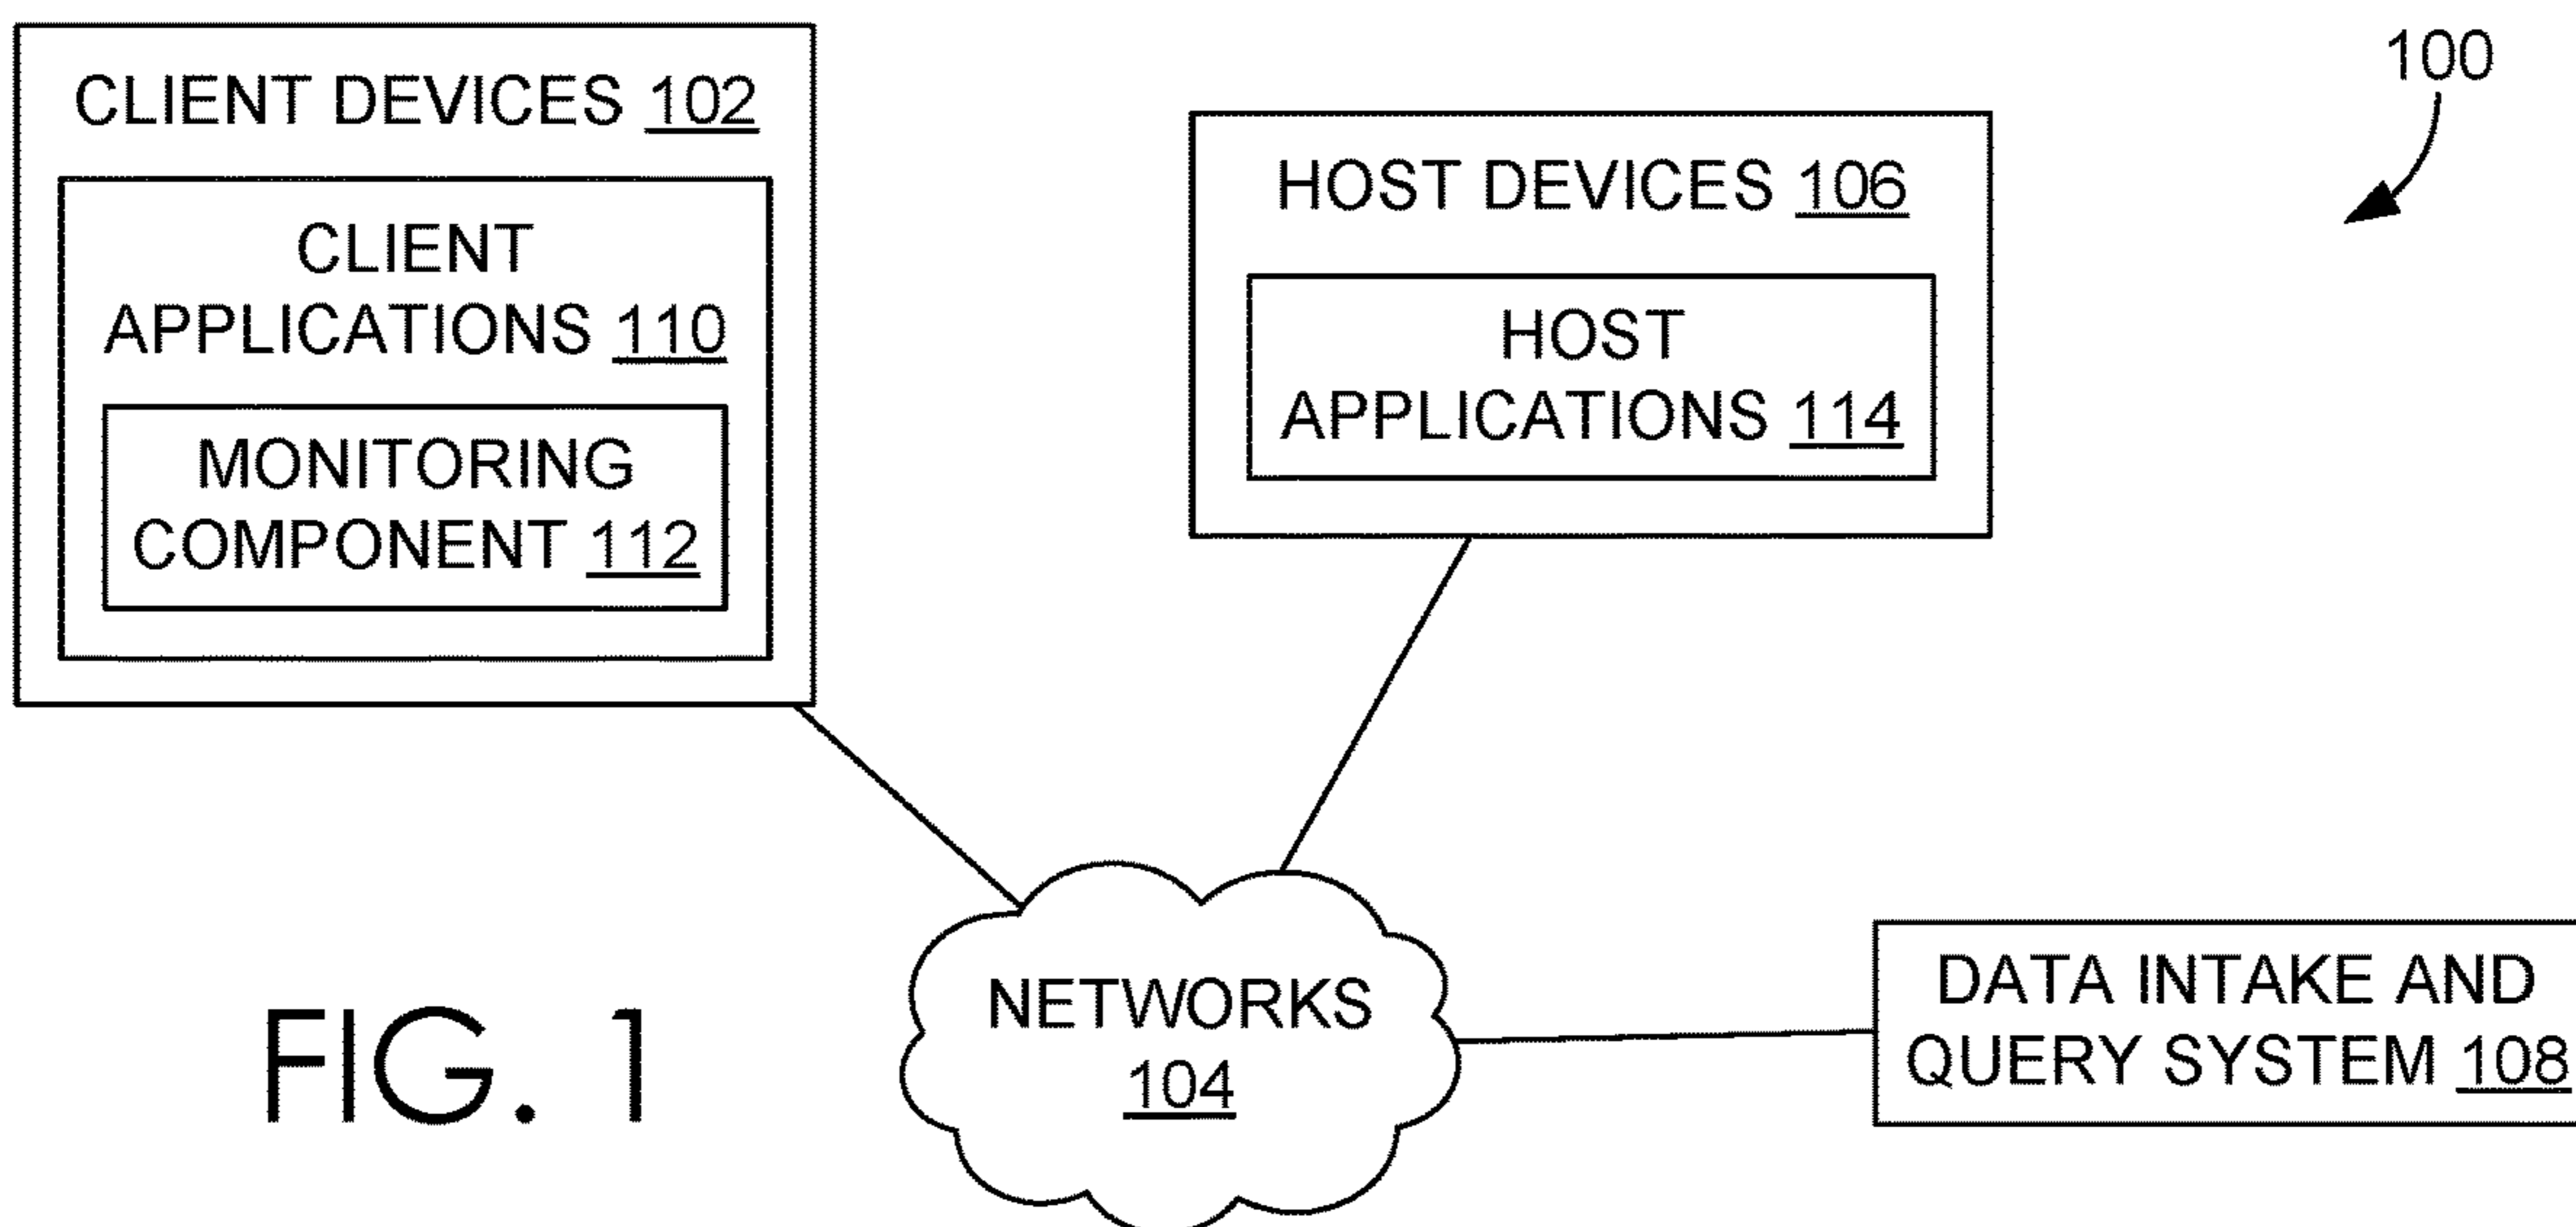 CLIENT DEVICES 102
CLIENT
APPLICATIONS 110
MONITORING
COMPONENT 112
HOST DEVICES 106
HOST
APPLICATIONS 114
100
NETWORKS
104
DATA INTAKE AND
QUERY SYSTEM 108
FIG. 1